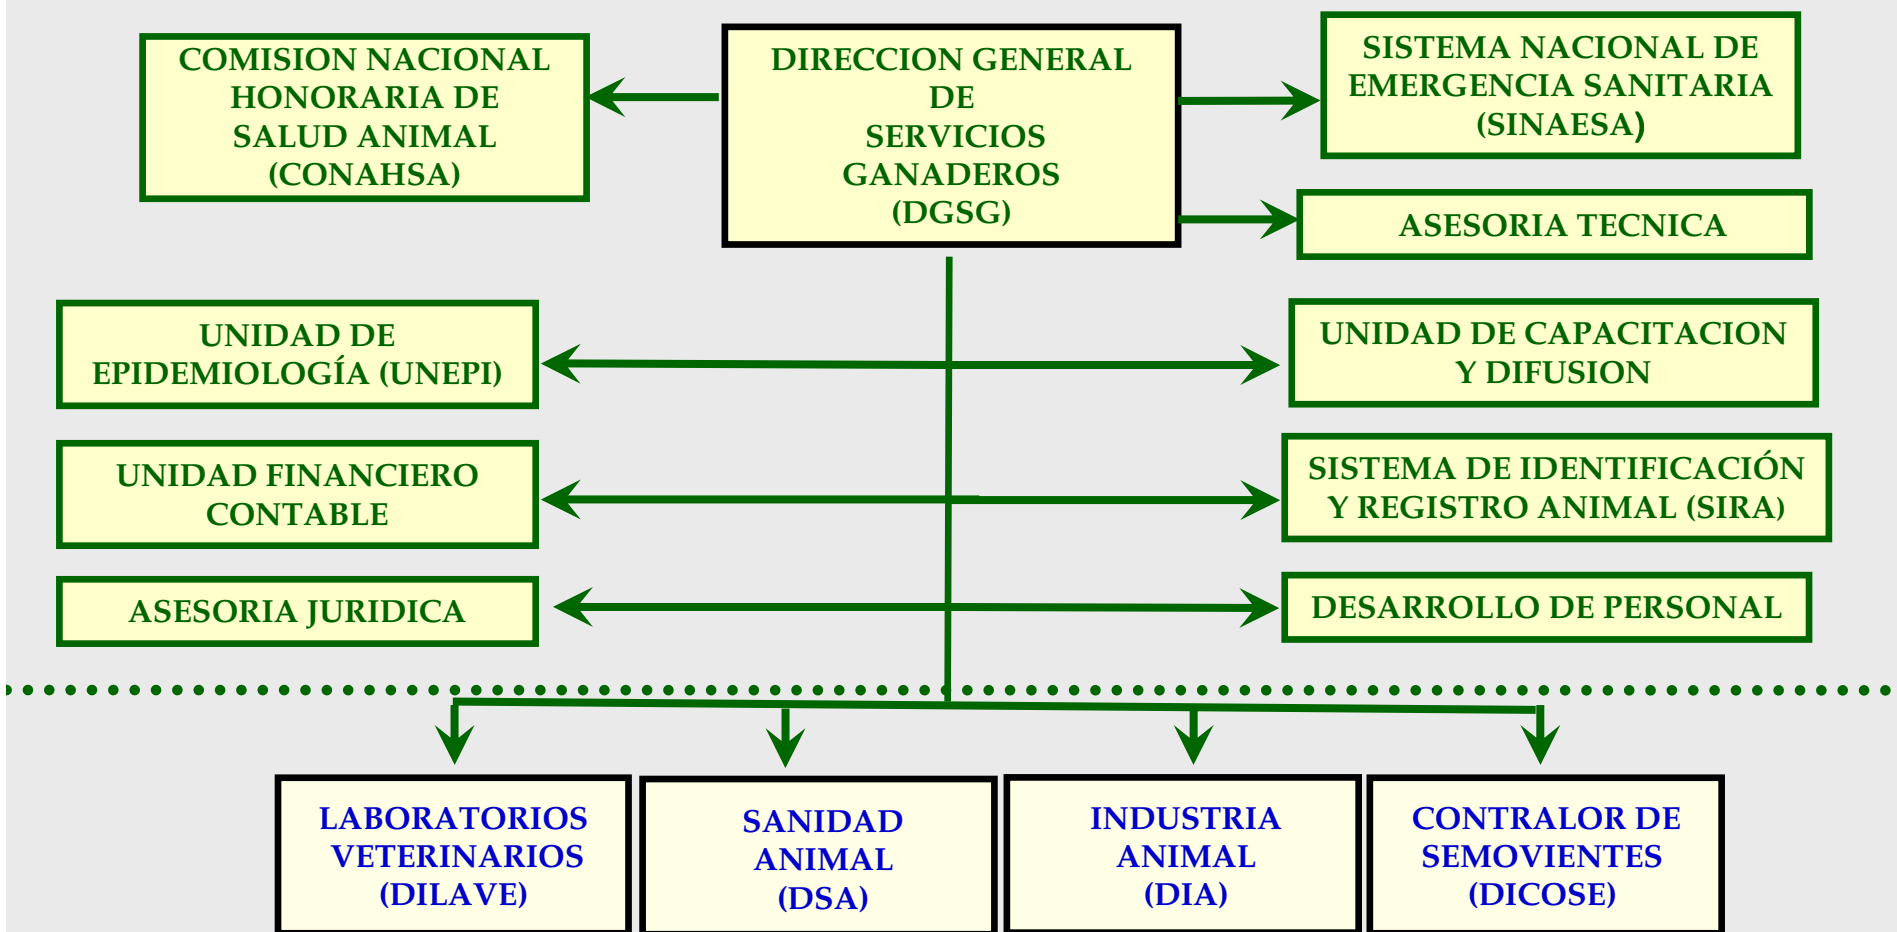 COMISION NACIONAL
HONORARIA DE
SALUD ANIMAL
(CONAHSA)
DIRECCION GENERAL
DE
SERVICIOS
GANADEROS
(DGSG)
SISTEMA NACIONAL DE
EMERGENCIA SANITARIA
(SINAESA)
ASESORIA TECNICA
UNIDAD DE
EPIDEMIOLOGÍA (UNEPI)
UNIDAD DE CAPACITACION
Y DIFUSION
UNIDAD FINANCIERO
CONTABLE
SISTEMA DE IDENTIFICACIÓN
Y REGISTRO ANIMAL (SIRA)
ASESORIA JURIDICA
DESARROLLO DE PERSONAL
LABORATORIOS
VETERINARIOS
(DILAVE)
SANIDAD
ANIMAL
(DSA)
INDUSTRIA
ANIMAL
(DIA)
CONTRALOR DE
SEMOVIENTES
(DICOSE)